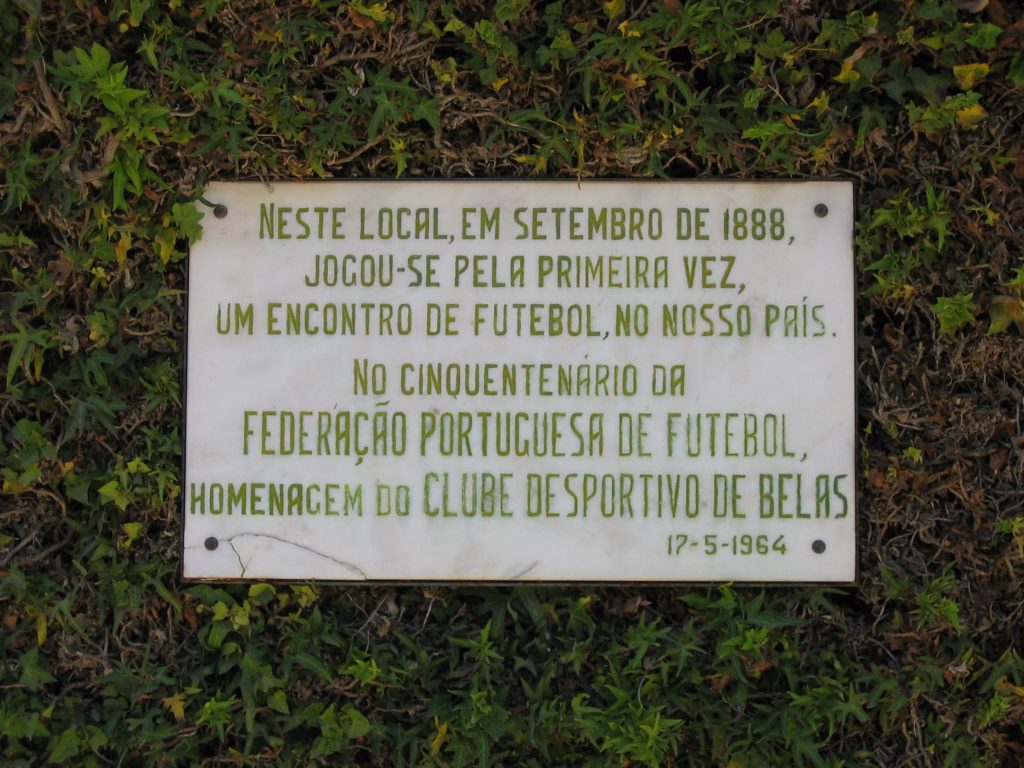 NESTE LOCAL, EM SETEMBRO DE 1888,
JOGOU-SE PELA PRIMEIRA VEZ,
UM ENCONTRO DE FUTEBOL, NO NOSSO PAÍS.
NO CINQUENTENÁRIO DA
FEDERAÇÃO PORTUGUESA DE FUTEBOL,
HOMENAGEM DO CLUBE DESPORTIVO DE BELAS
17-5-1964